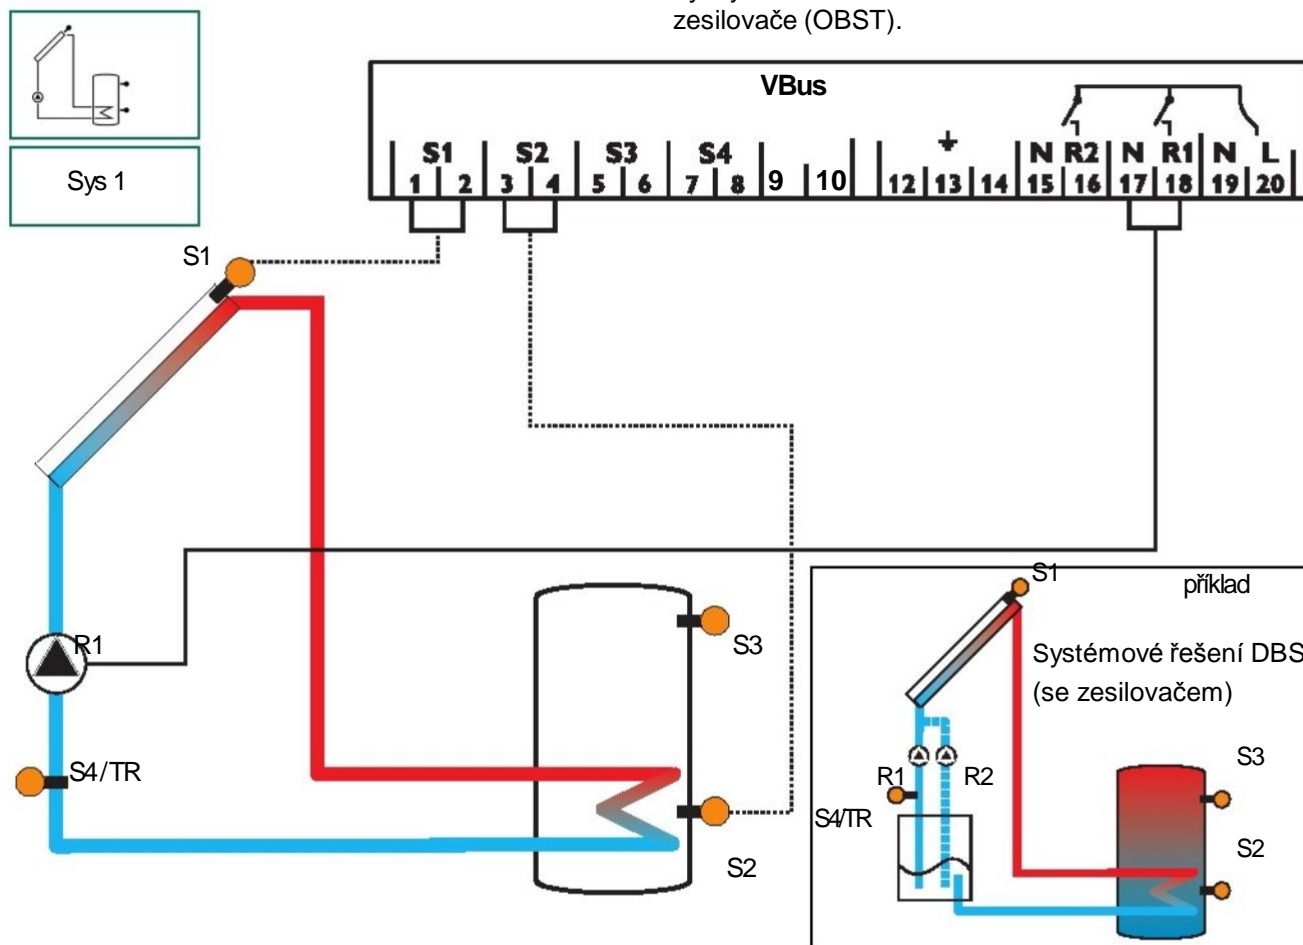 zesilovače (OBST).
VBus
S1 S2 S3 S4 N R2 N R1 N L
1 2 3 4 5 6 7 8 9 10 12 13 14 15 16 17 18 19 20
Sys 1
S1
R1
S4/TR
S3
S2
S1
příklad
Systémové řešení DBS
(se zesilovačem)
R1
R2
S4/TR
S3
S2